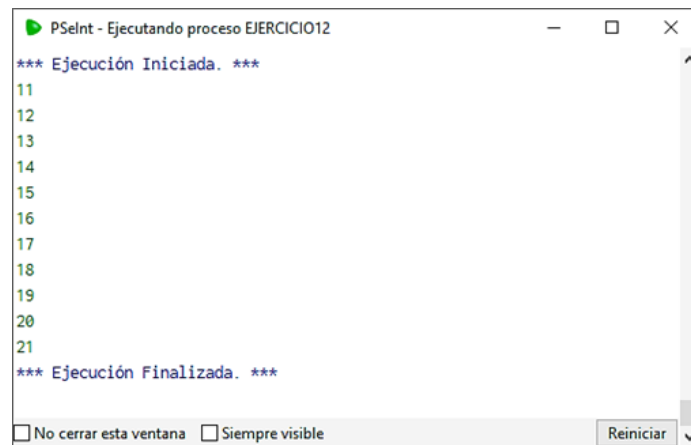 PSeInt - Ejecutando proceso EJERCICIO12
*** Ejecución Iniciada. ***
11
12
13
14
15
16
17
18
19
20
21
*** Ejecución Finalizada. ***
No cerrar esta ventana Siempre visible Reiniciar